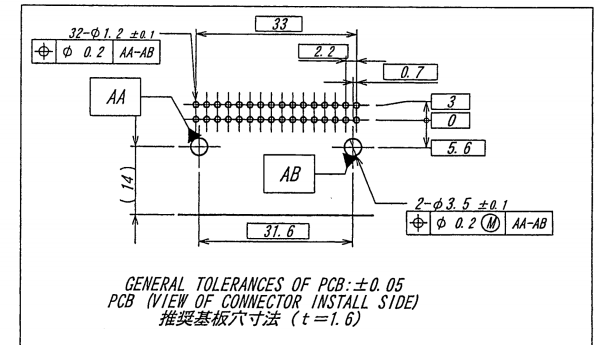 33
32-φ1.2 ±0.1
φ 0.2 AA-AB
2.2
0.7
AA
3
0
5.6
AB
(14)
2-φ3.5 ±0.1
φ 0.2 Ⓜ AA-AB
31.6
GENERAL TOLERANCES OF PCB:±0.05
PCB (VIEW OF CONNECTOR INSTALL SIDE)
推奨基板穴寸法 (t=1.6)